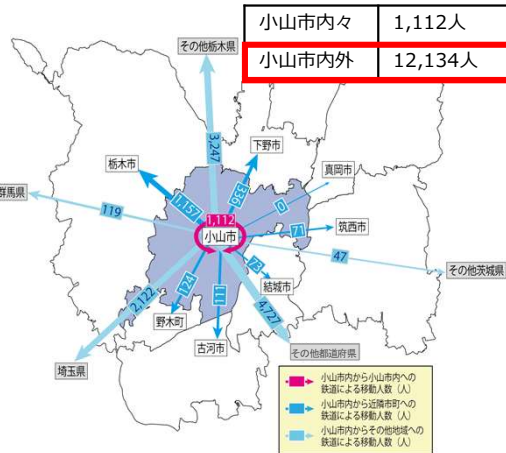 小山市内々 1,112人
小山市内外 12,134人
その他栃木県
3,247
下野市
336
栃木市
1,157
真岡市
0
群馬県
119
1,112
小山市
71
筑西市
47
その他茨城県
73
結城市
2,122
124
野木町
111
古河市
4,727
埼玉県
その他都道府県
小山市内から小山市内への
鉄道による移動人数（人）
小山市内から近隣市町への
鉄道による移動人数（人）
小山市内からその他地域への
鉄道による移動人数（人）